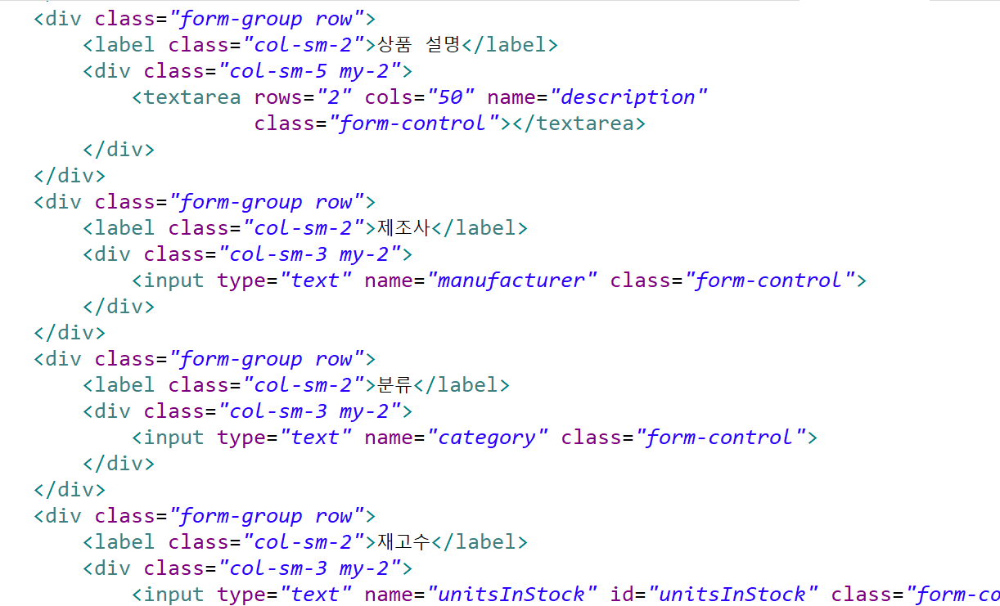 <div class="form-group row">
<label class="col-sm-2">상품 설명</label>
<div class="col-sm-5 my-2">
<textarea rows="2" cols="50" name="description"
class="form-control"></textarea>
</div>
</div>
<div class="form-group row">
<label class="col-sm-2">제조사</label>
<div class="col-sm-3 my-2">
<input type="text" name="manufacturer" class="form-control">
</div>
</div>
<div class="form-group row">
<label class="col-sm-2">분류</label>
<div class="col-sm-3 my-2">
<input type="text" name="category" class="form-control">
</div>
</div>
<div class="form-group row">
<label class="col-sm-2">재고수</label>
<div class="col-sm-3 my-2">
<input type="text" name="unitsInStock" id="unitsInStock" class="form-co